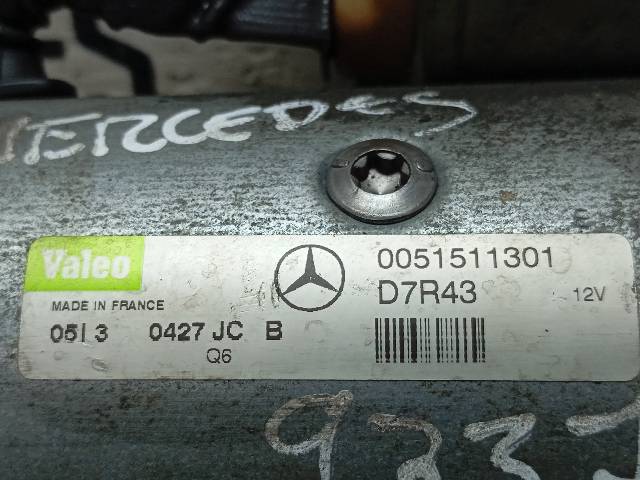 MERCEDES
Valeo
0051511301
D7R43
12V
MADE IN FRANCE
05I 3 0427 JC B
Q6